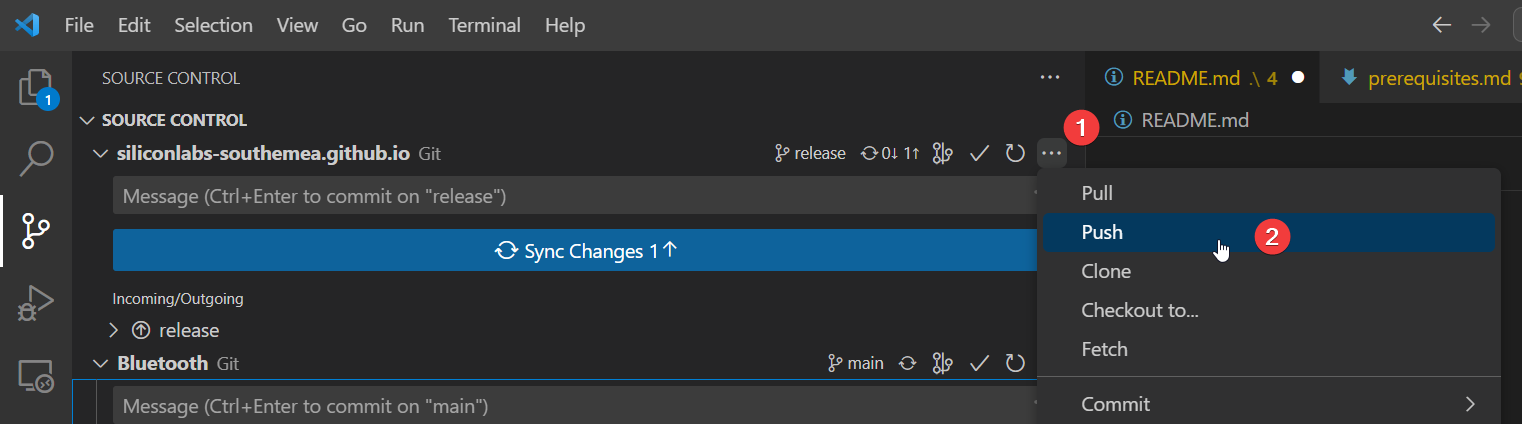 File Edit Selection View Go Run Terminal Help
1
SOURCE CONTROL
README.md .\ 4
prerequisites.md
SOURCE CONTROL
1
README.md
siliconlabs-southemea.github.io Git
release
0↓ 1↑
Message (Ctrl+Enter to commit on "release")
Pull
Push
2
Sync Changes 1↑
Clone
Incoming/Outgoing
Checkout to...
release
Fetch
Bluetooth Git
main
Message (Ctrl+Enter to commit on "main")
Commit